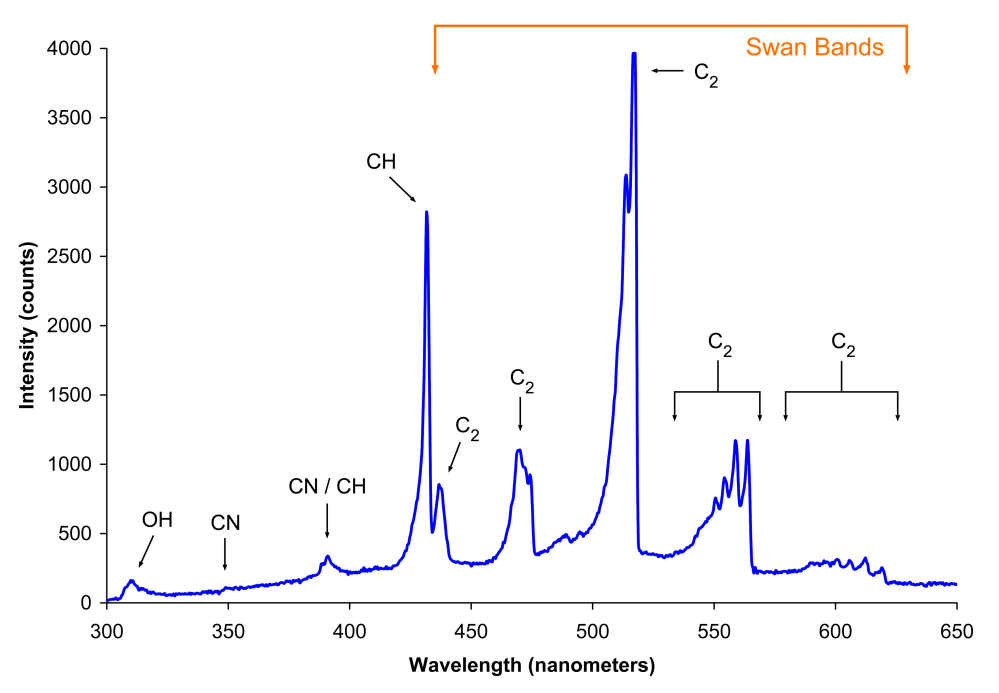 Swan Bands
4000
3500
3000
2500
2000
1500
1000
500
0
Intensity (counts)
C₂
CH
C₂
C₂
C₂
C₂
CN / CH
OH
CN
300 350 400 450 500 550 600 650
Wavelength (nanometers)